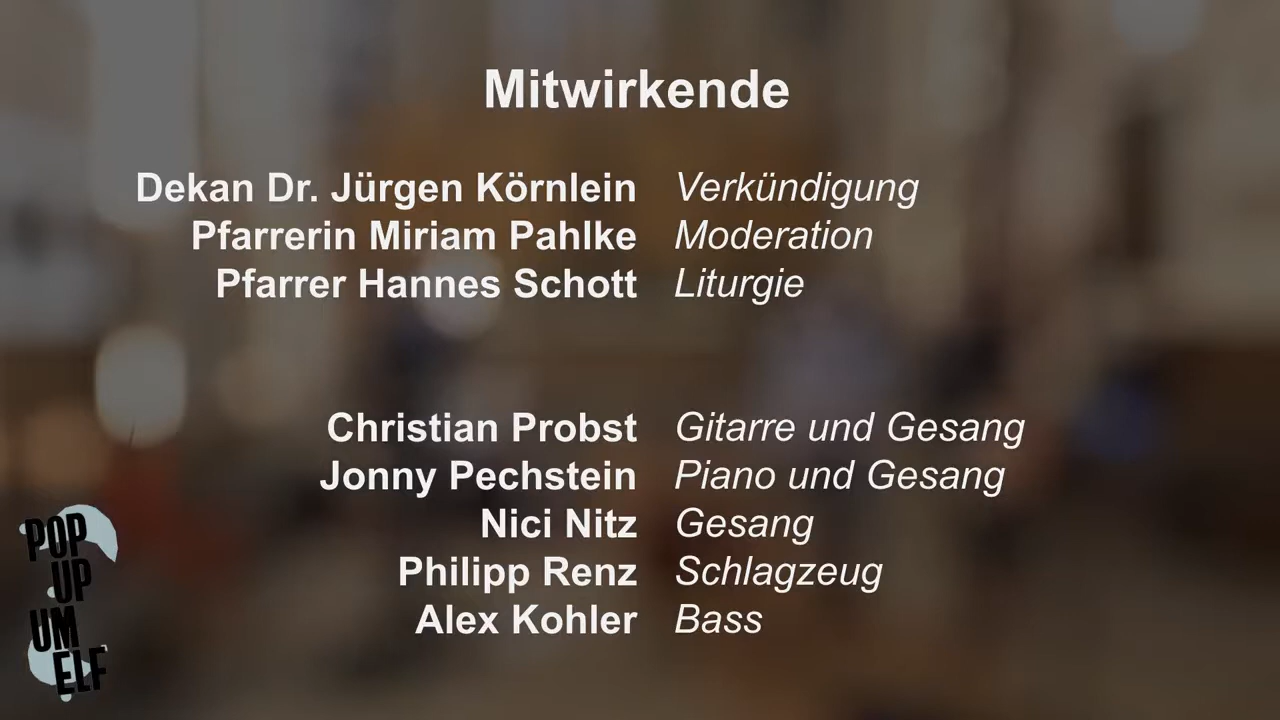 Mitwirkende
Dekan Dr. Jürgen Körnlein Verkündigung
Pfarrerin Miriam Pahlke Moderation
Pfarrer Hannes Schott Liturgie
Christian Probst Gitarre und Gesang
Jonny Pechstein Piano und Gesang
Nici Nitz Gesang
Philipp Renz Schlagzeug
Alex Kohler Bass
POP
UP
UM
ELF